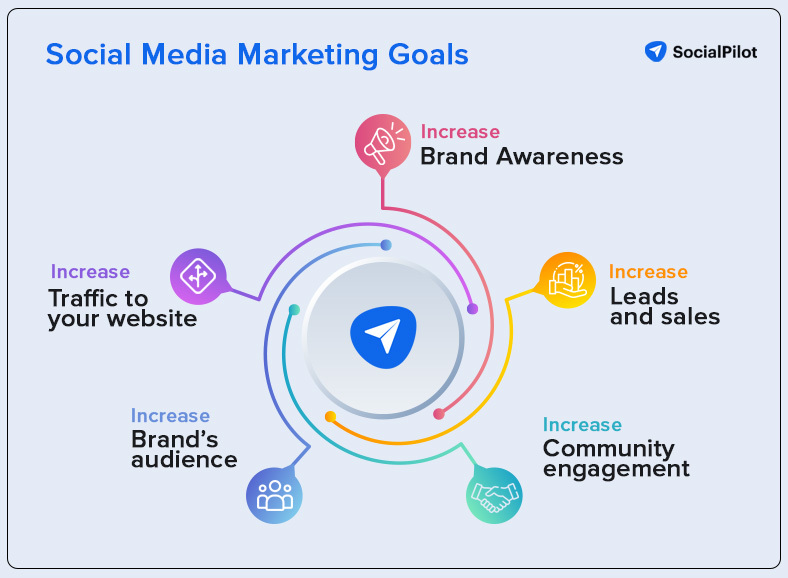 Social Media Marketing Goals
SocialPilot
Increase
Brand Awareness
Increase
Traffic to
your website
Increase
Leads
and sales
Increase
Brand's
audience
Increase
Community
engagement